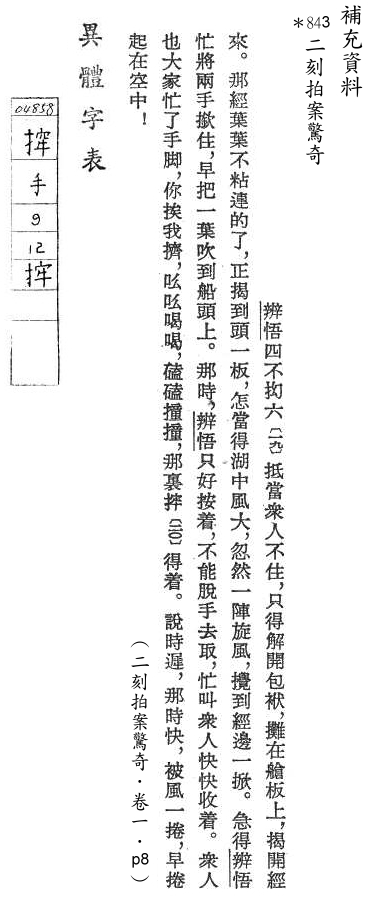 補充資料
*843
二刻拍案驚奇
辨悟四不拗六〔一九〕抵當衆人不住，只得解開包袱，攤在艙板上，揭開經
來。那經葉葉不粘連的了，正揭到頭一板，怎當得湖中風大，忽然一陣旋風，攪到經邊一掀。急得辨悟
忙將兩手撳住，早把一葉吹到船頭上。那時，辨悟只好按着，不能脫手去取，忙叫衆人快快收着。衆人
也大家忙了手脚，你挨我擠，吆吆喝喝，磕磕撞撞，那裏㨍〔二〇〕得着。說時遲，那時快，被風一捲，早捲
起在空中！
（二刻拍案驚奇·卷一·p8）
異體字表
04858
手
9
12